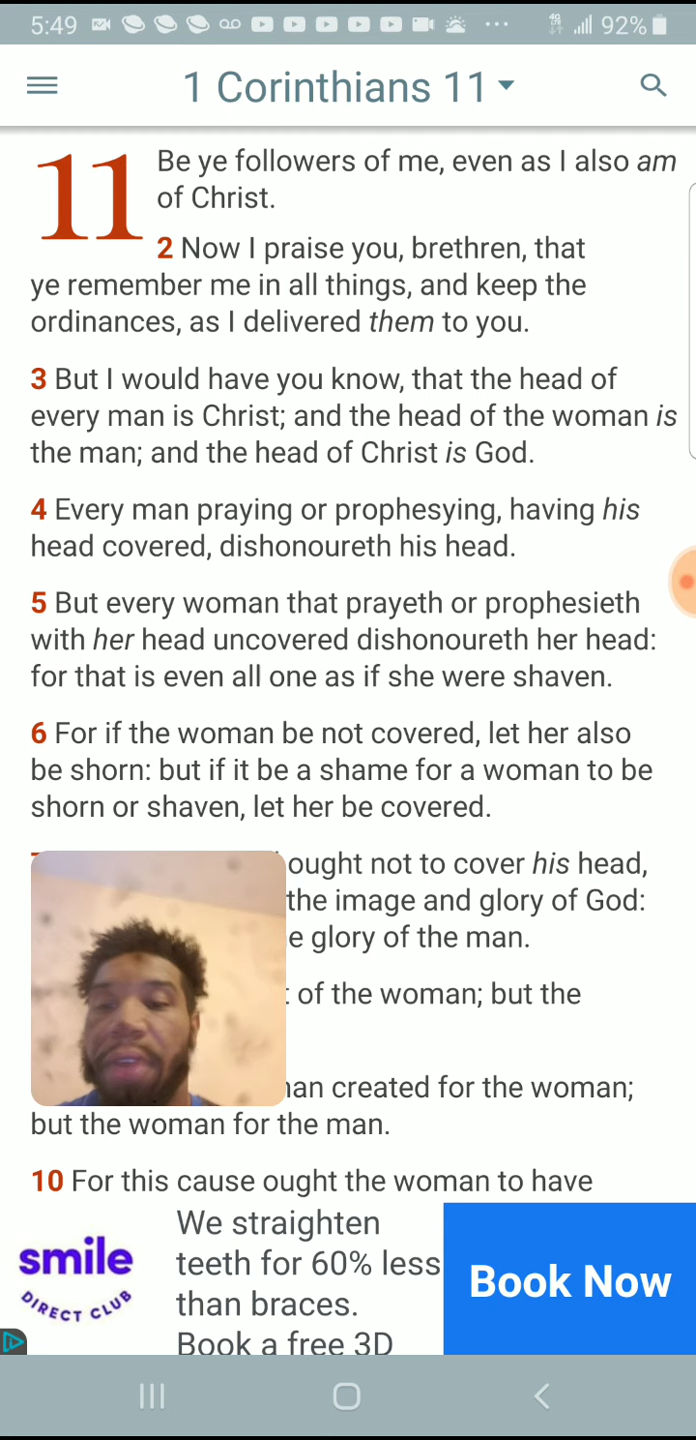 5:49 92%
1 Corinthians 11
11 Be ye followers of me, even as I also am
of Christ.
2 Now I praise you, brethren, that
ye remember me in all things, and keep the
ordinances, as I delivered them to you.
3 But I would have you know, that the head of
every man is Christ; and the head of the woman is
the man; and the head of Christ is God.
4 Every man praying or prophesying, having his
head covered, dishonoureth his head.
5 But every woman that prayeth or prophesieth
with her head uncovered dishonoureth her head:
for that is even all one as if she were shaven.
6 For if the woman be not covered, let her also
be shorn: but if it be a shame for a woman to be
shorn or shaven, let her be covered.
ought not to cover his head,
the image and glory of God:
glory of the man.
of the woman; but the
created for the woman;
but the woman for the man.
10 For this cause ought the woman to have
smile
DIRECT CLUB
We straighten
teeth for 60% less
than braces.
Book a free 3D
Book Now